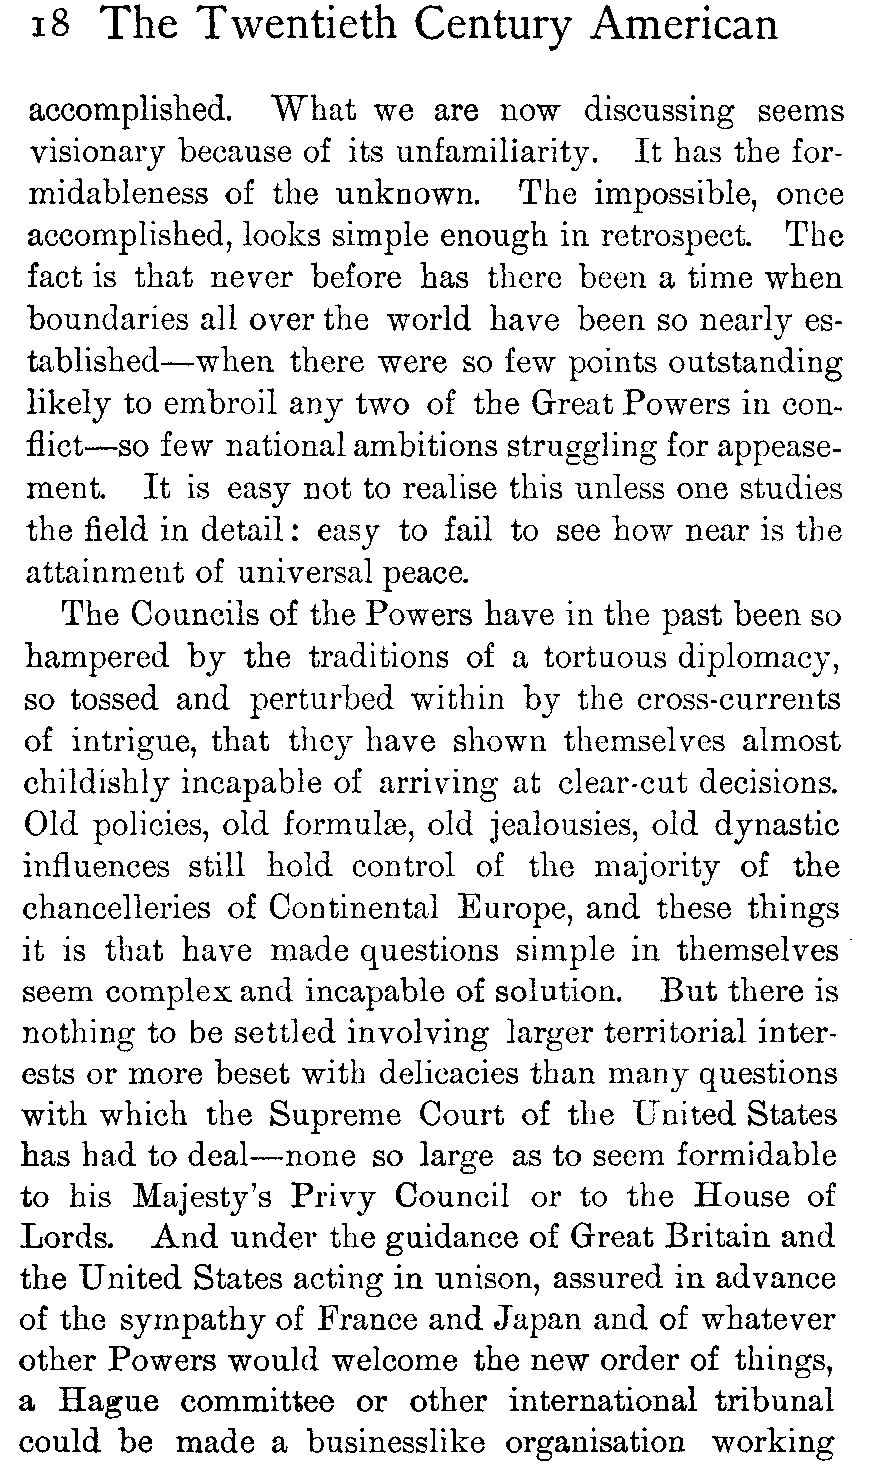 18 The Twentieth Century American
accomplished. What we are now discussing seems
visionary because of its unfamiliarity. It has the for-
midableness of the unknown. The impossible, once
accomplished, looks simple enough in retrospect. The
fact is that never before has there been a time when
boundaries all over the world have been so nearly es-
tablished—when there were so few points outstanding
likely to embroil any two of the Great Powers in con-
flict—so few national ambitions struggling for appease-
ment. It is easy not to realise this unless one studies
the field in detail: easy to fail to see how near is the
attainment of universal peace.
The Councils of the Powers have in the past been so
hampered by the traditions of a tortuous diplomacy,
so tossed and perturbed within by the cross-currents
of intrigue, that they have shown themselves almost
childishly incapable of arriving at clear-cut decisions.
Old policies, old formulæ, old jealousies, old dynastic
influences still hold control of the majority of the
chancelleries of Continental Europe, and these things
it is that have made questions simple in themselves
seem complex and incapable of solution. But there is
nothing to be settled involving larger territorial inter-
ests or more beset with delicacies than many questions
with which the Supreme Court of the United States
has had to deal—none so large as to seem formidable
to his Majesty's Privy Council or to the House of
Lords. And under the guidance of Great Britain and
the United States acting in unison, assured in advance
of the sympathy of France and Japan and of whatever
other Powers would welcome the new order of things,
a Hague committee or other international tribunal
could be made a businesslike organisation working